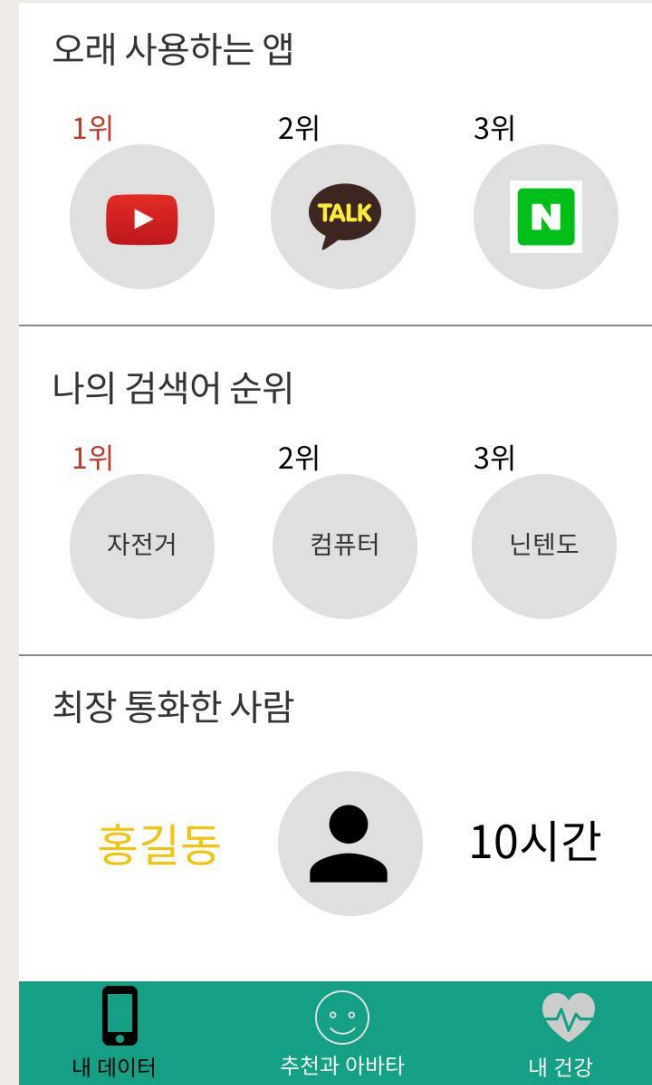 오래 사용하는 앱
1위 2위 3위
TALK N
나의 검색어 순위
1위 2위 3위
자전거 컴퓨터 닌텐도
최장 통화한 사람
홍길동 10시간
내 데이터 추천과 아바타 내 건강